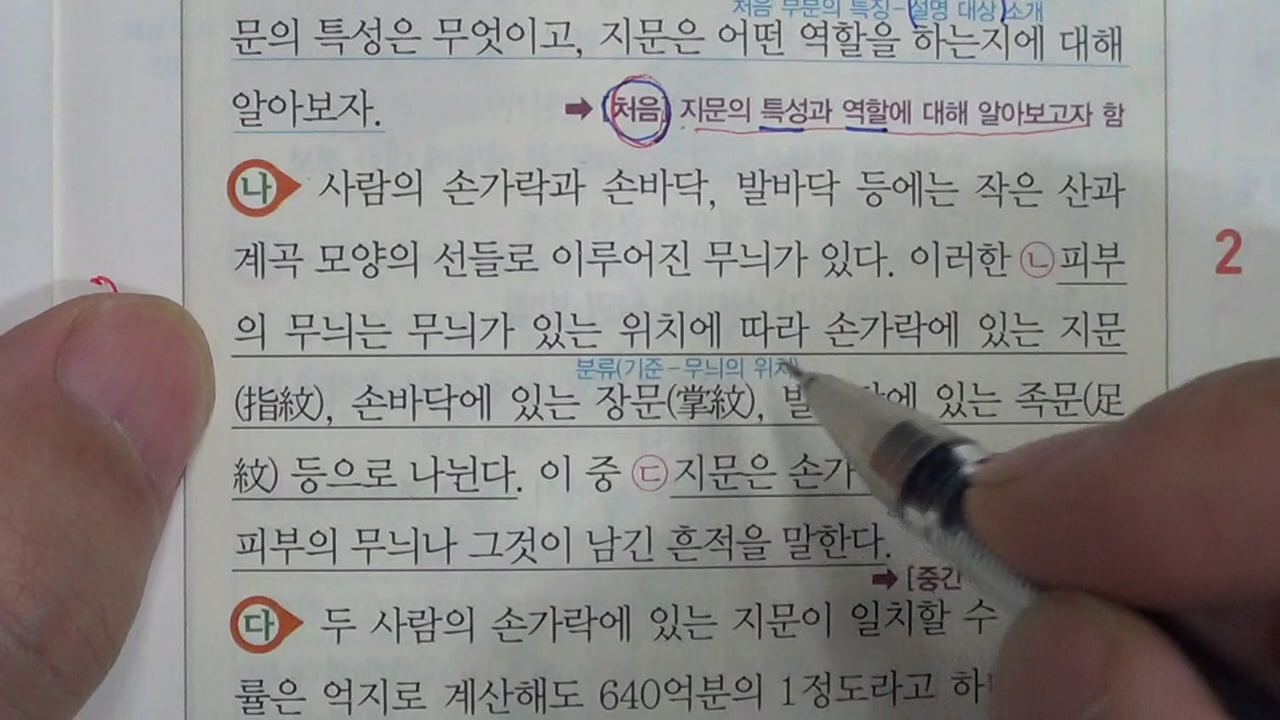 처음 부분의 특징-설명 대상 소개
문의 특성은 무엇이고, 지문은 어떤 역할을 하는지에 대해
알아보자. ➡ [처음] 지문의 특성과 역할에 대해 알아보고자 함
나 사람의 손가락과 손바닥, 발바닥 등에는 작은 산과
계곡 모양의 선들로 이루어진 무늬가 있다. 이러한 ㉡피부
의 무늬는 무늬가 있는 위치에 따라 손가락에 있는 지문
분류(기준-무늬의 위치)
(指紋), 손바닥에 있는 장문(掌紋), 에 있는 족문(足
紋) 등으로 나뉜다. 이 중 ㉢지문은
피부의 무늬나 그것이 남긴 흔적을 말한다.
➡ [중간
다 두 사람의 손가락에 있는 지문이 일치할 수
률은 억지로 계산해도 640억분의 1정도라고 하
2